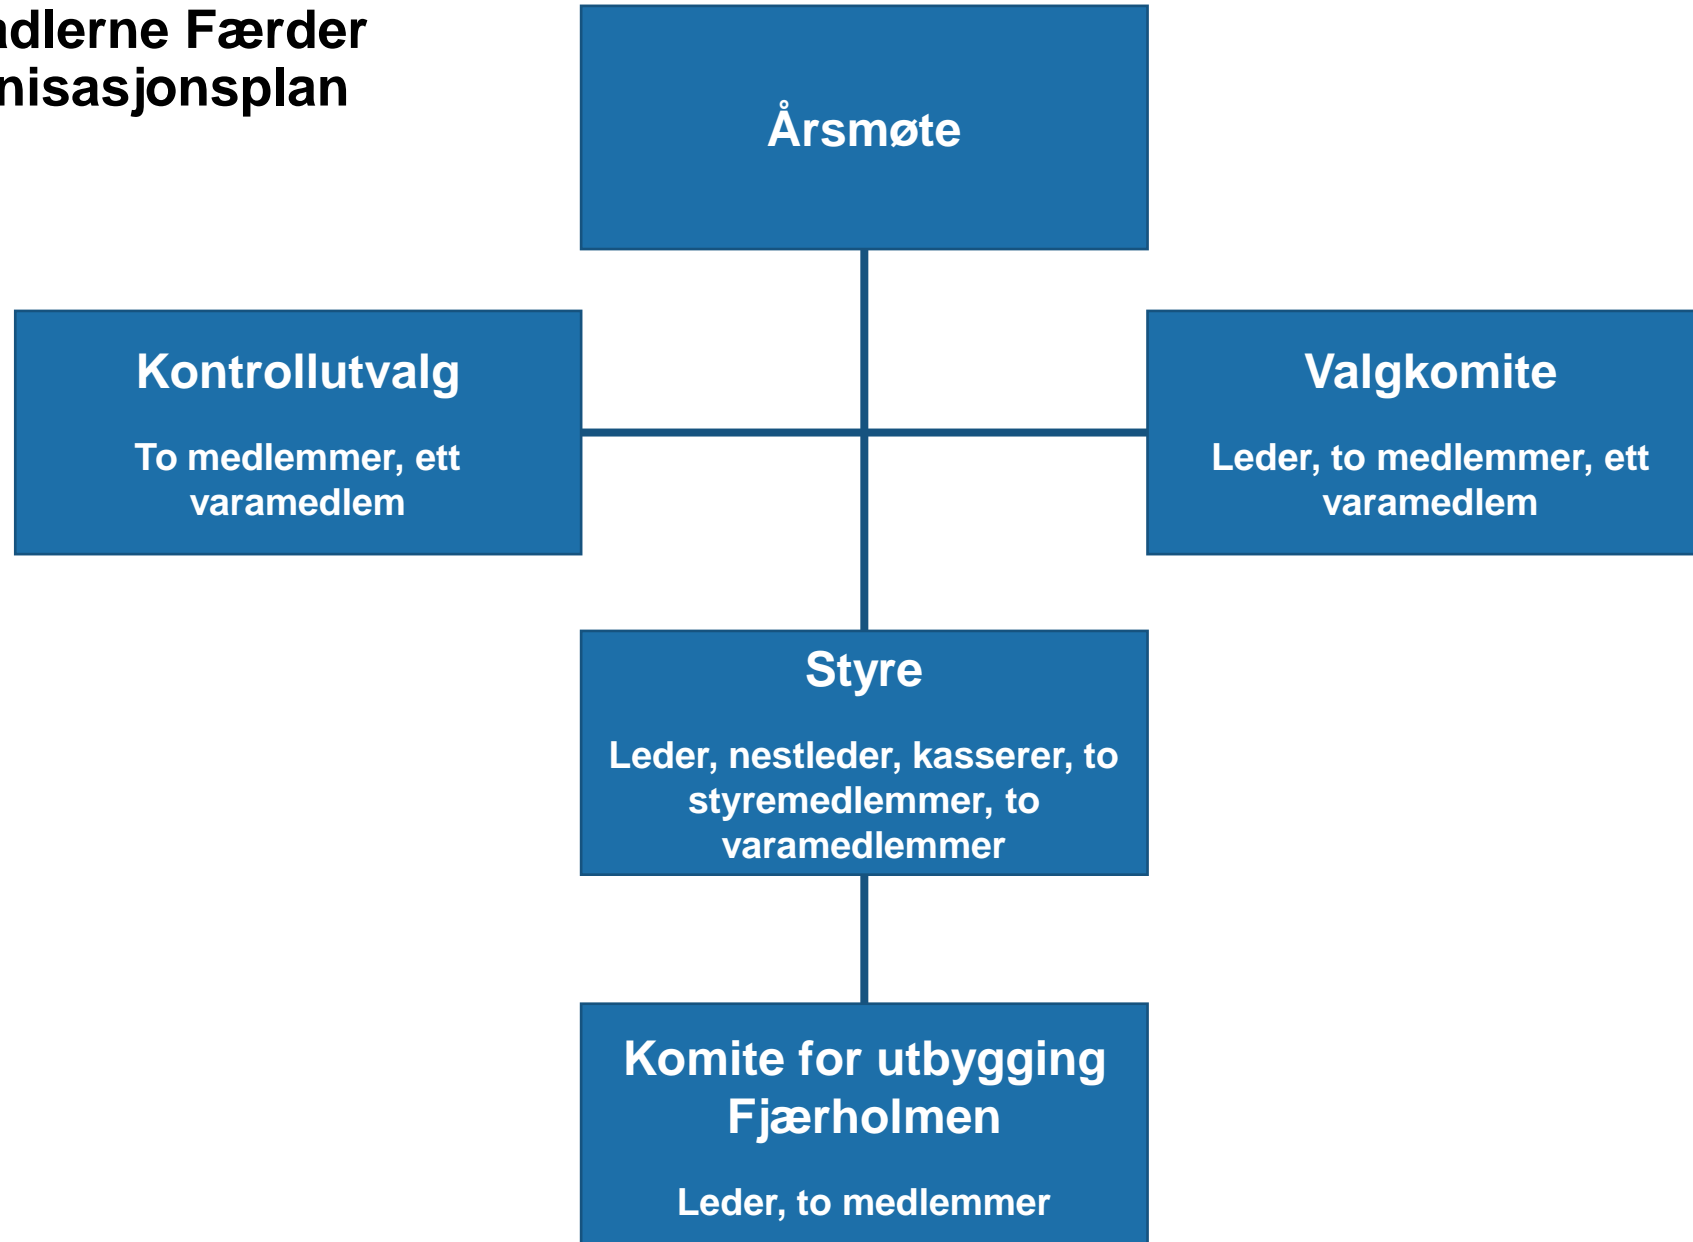 adlerne Færder
nisasjonsplan
Årsmøte
Kontrollutvalg
To medlemmer, ett
varamedlem
Valgkomite
Leder, to medlemmer, ett
varamedlem
Styre
Leder, nestleder, kasserer, to
styremedlemmer, to
varamedlemmer
Komite for utbygging
Fjærholmen
Leder, to medlemmer